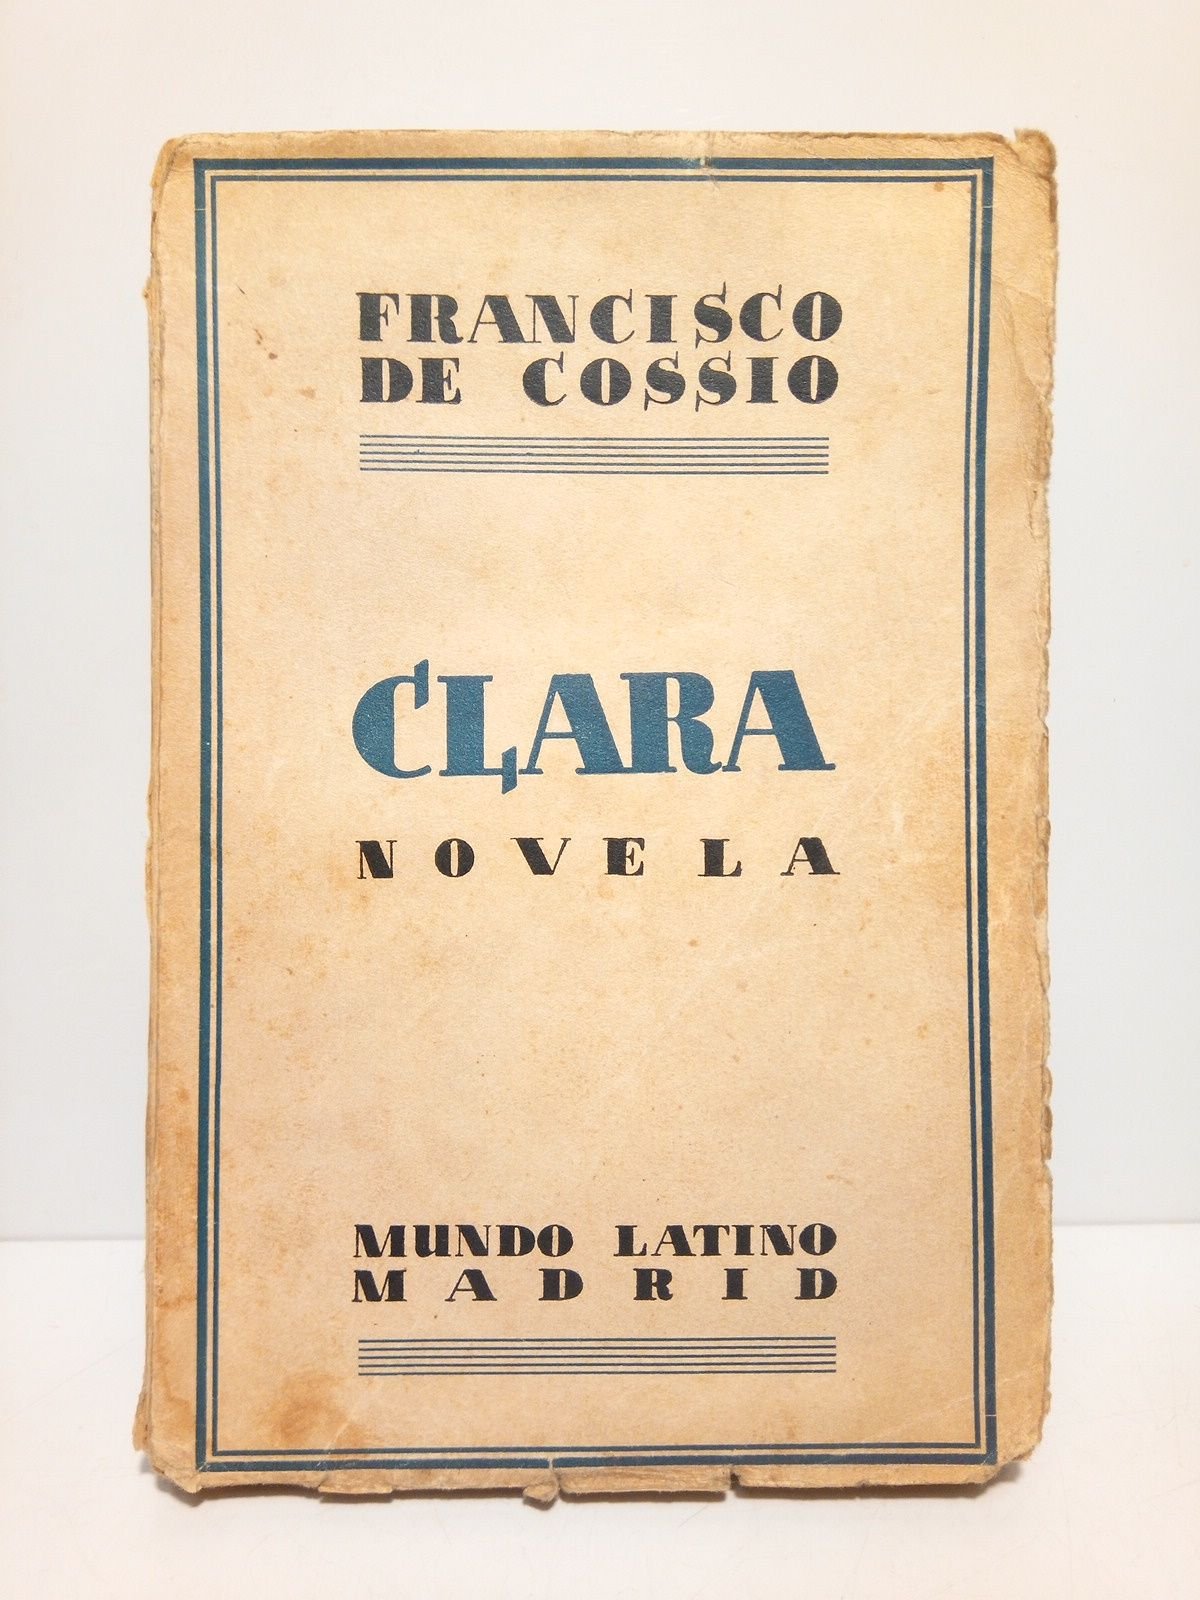 FRANCISCO
DE COSSIO
CLARA
NOVELA
MUNDO LATINO
MADRID